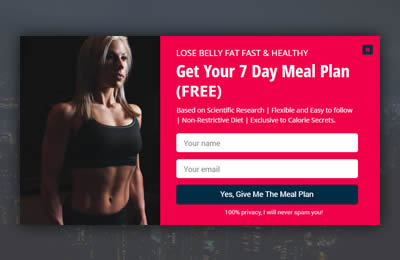 LOSE BELLY FAT FAST & HEALTHY
Get Your 7 Day Meal Plan
(FREE)
Based on Scientific Research | Flexible and Easy to follow
| Non-Restrictive Diet | Exclusive to Calorie Secrets.
Your name
Your email
Yes, Give Me The Meal Plan
100% privacy, I will never spam you!